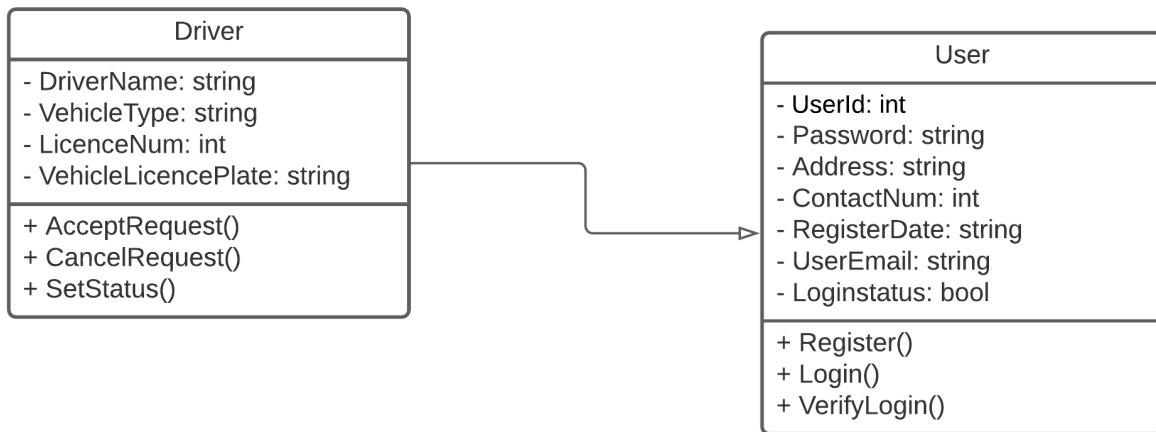 Driver
- DriverName: string
- VehicleType: string
- LicenceNum: int
- VehicleLicencePlate: string
+ AcceptRequest()
+ CancelRequest()
+ SetStatus()
User
- UserId: int
- Password: string
- Address: string
- ContactNum: int
- RegisterDate: string
- UserEmail: string
- Loginstatus: bool
+ Register()
+ Login()
+ VerifyLogin()